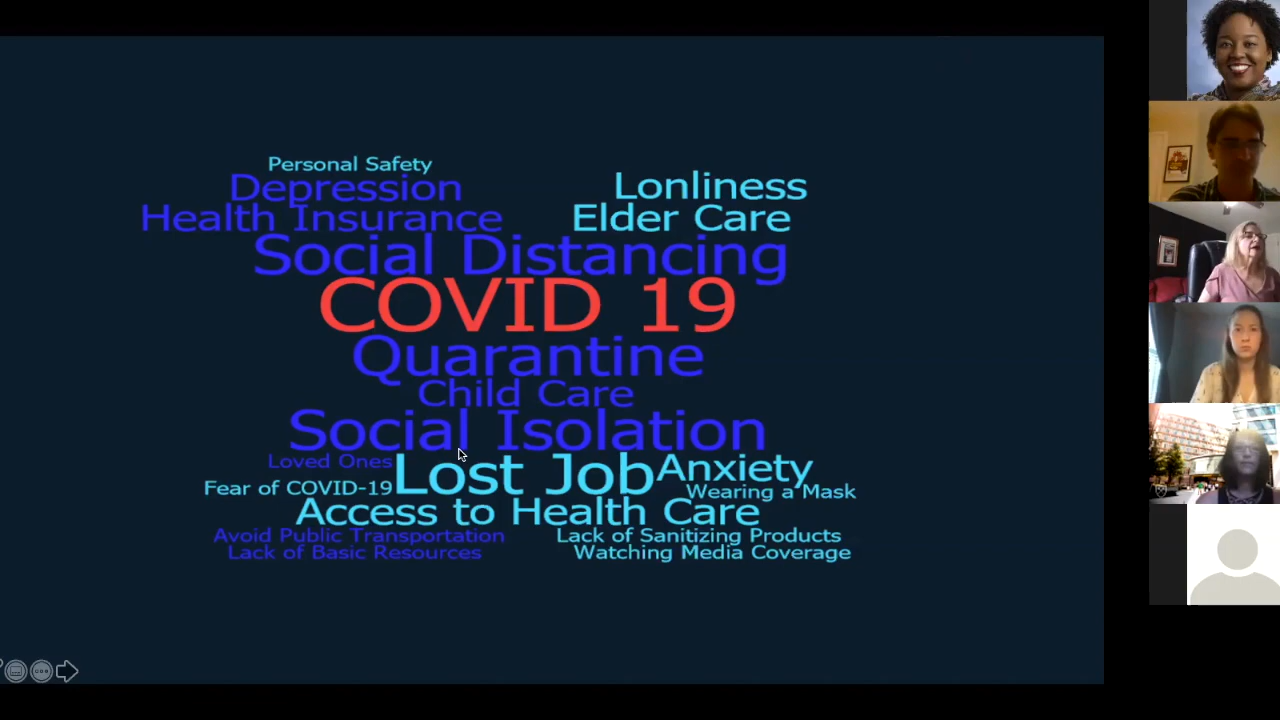 Personal Safety
Depression
Lonliness
Health Insurance
Elder Care
Social Distancing
COVID 19
Quarantine
Child Care
Social Isolation
Loved Ones
Lost Job
Anxiety
Fear of COVID-19
Wearing a Mask
Access to Health Care
Avoid Public Transportation
Lack of Sanitizing Products
Lack of Basic Resources
Watching Media Coverage